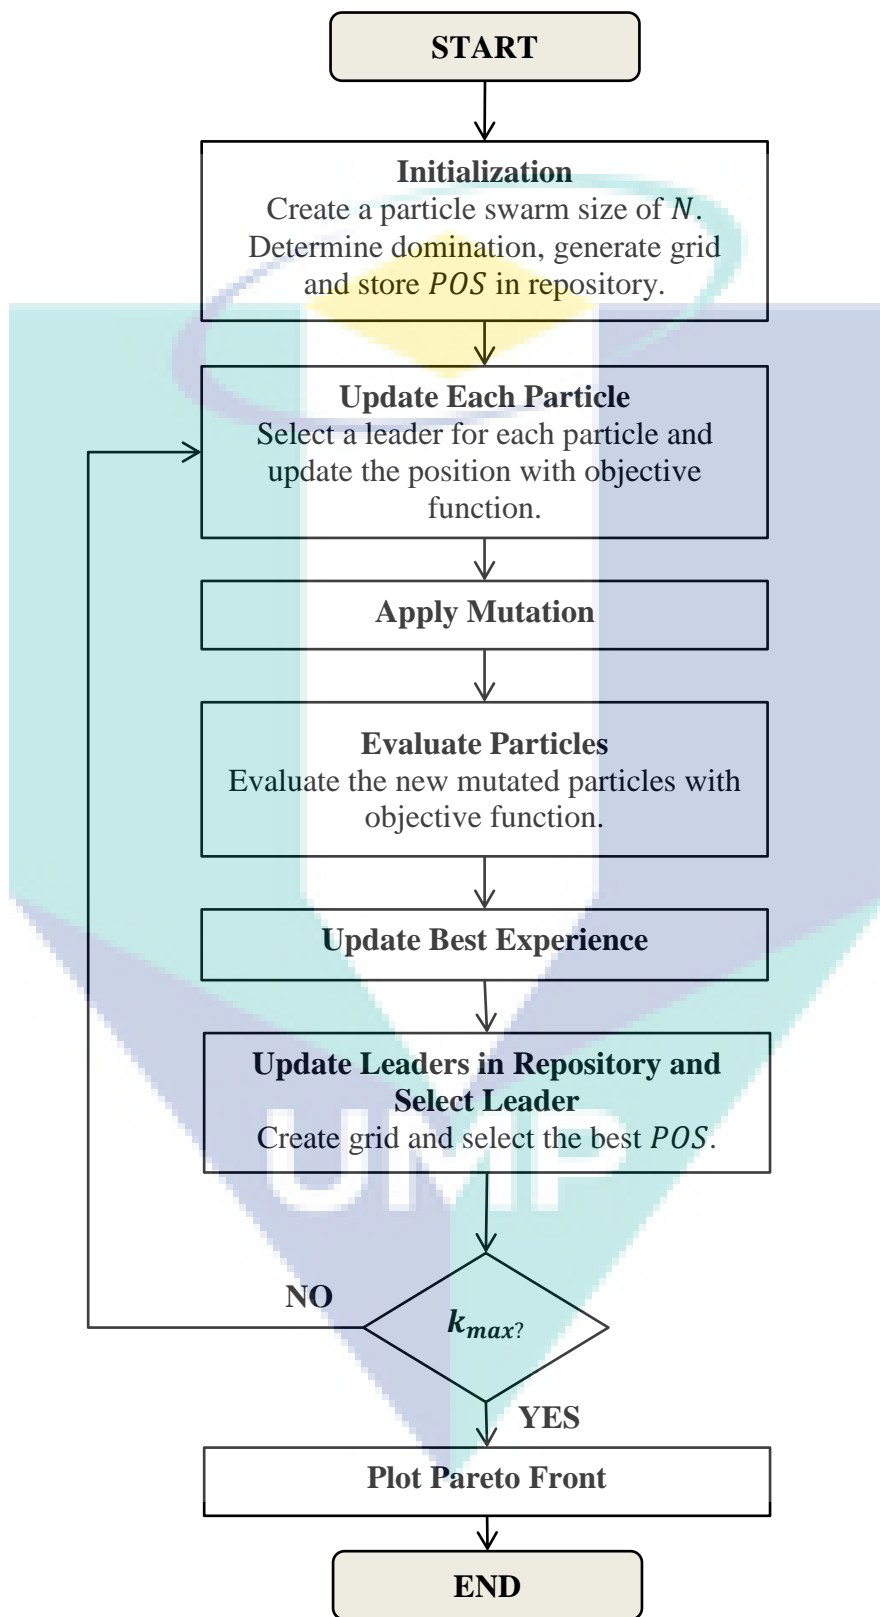 START
Initialization
Create a particle swarm size of N.
Determine domination, generate grid
and store POS in repository.
Update Each Particle
Select a leader for each particle and
update the position with objective
function.
Apply Mutation
Evaluate Particles
Evaluate the new mutated particles with
objective function.
Update Best Experience
Update Leaders in Repository and
Select Leader
Create grid and select the best POS.
UMP
NO
k_max?
YES
Plot Pareto Front
END